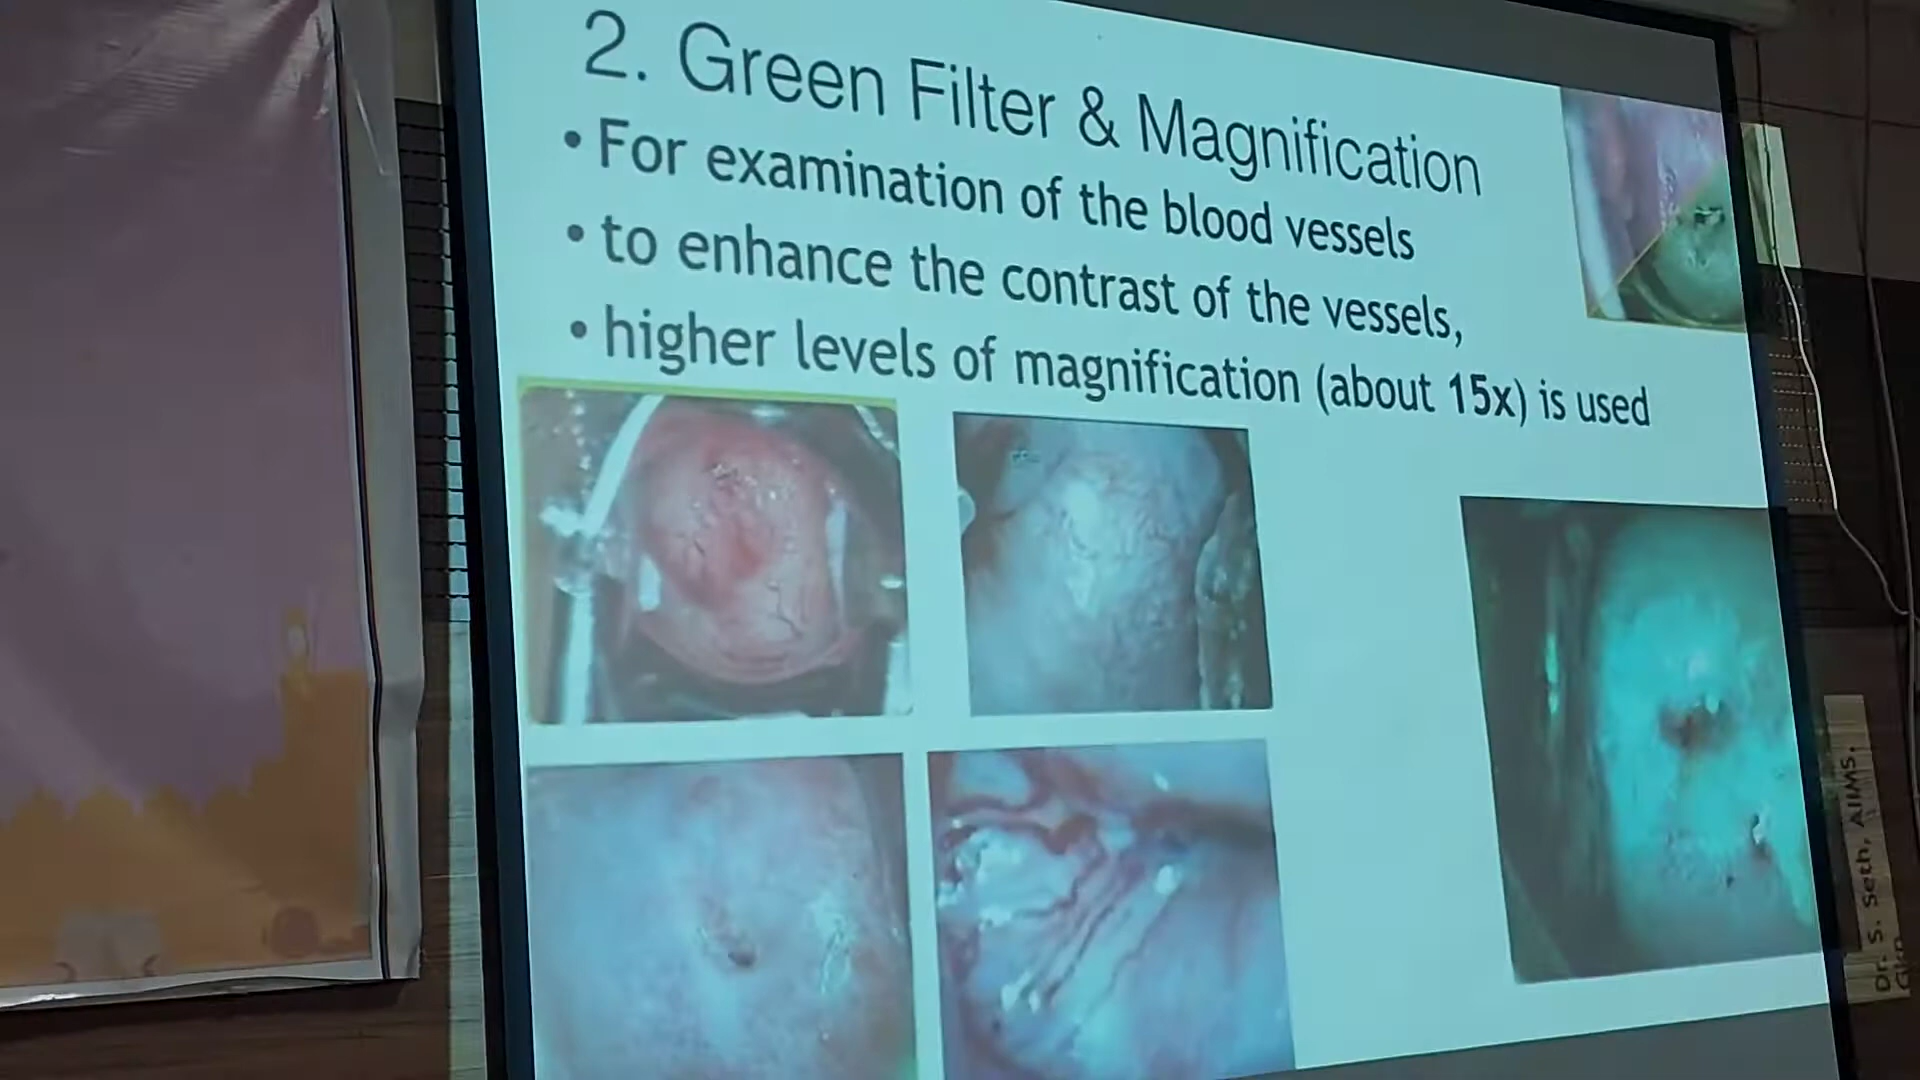 2. Green Filter & Magnification
• For examination of the blood vessels
• to enhance the contrast of the vessels,
• higher levels of magnification (about 15x) is used
Dr. S. Seth, AIIMS,